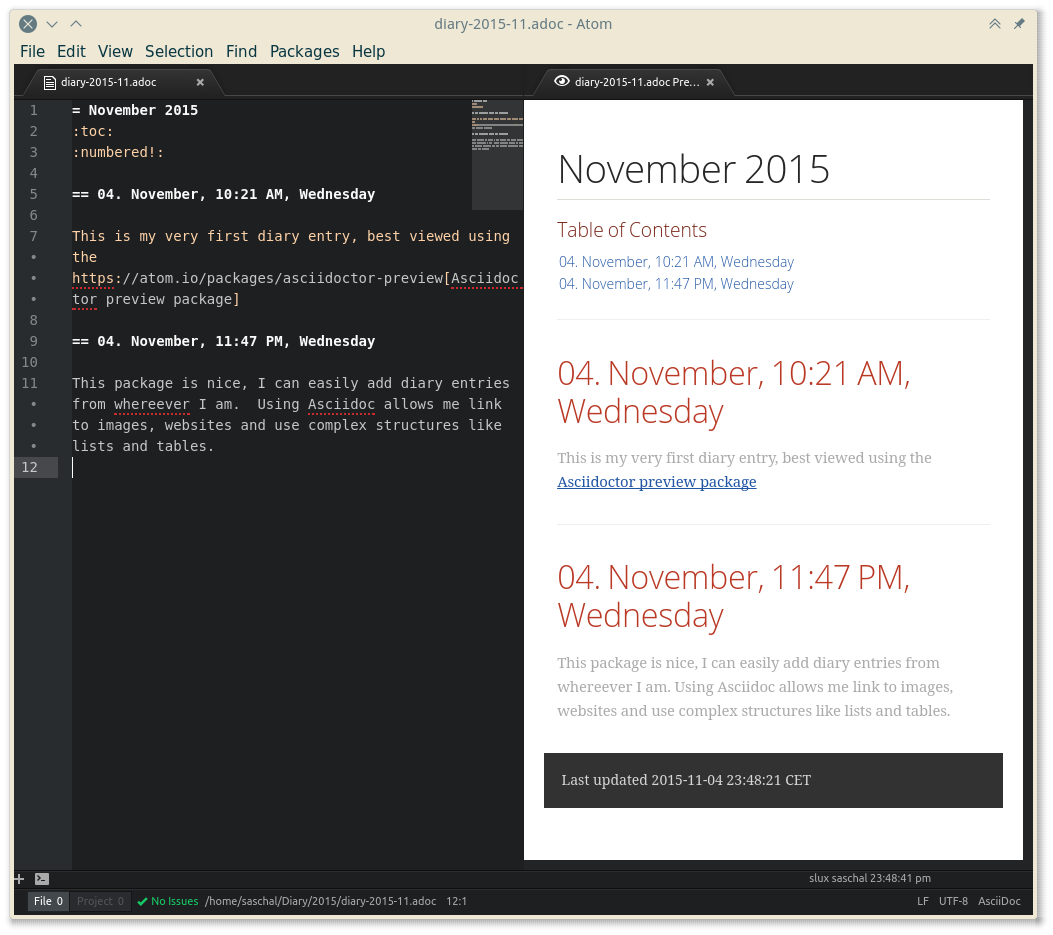 diary-2015-11.adoc - Atom
File Edit View Selection Find Packages Help
diary-2015-11.adoc
diary-2015-11.adoc Pre...
1 = November 2015
2 :toc:
3 :numbered!:
4
5 == 04. November, 10:21 AM, Wednesday
6
7 This is my very first diary entry, best viewed using
• the
• https://atom.io/packages/asciidoctor-preview[Asciidoc
• tor preview package]
8
9 == 04. November, 11:47 PM, Wednesday
10
11 This package is nice, I can easily add diary entries
• from whereever I am.  Using Asciidoc allows me link
• to images, websites and use complex structures like
• lists and tables.
12
November 2015
Table of Contents
04. November, 10:21 AM, Wednesday
04. November, 11:47 PM, Wednesday
04. November, 10:21 AM,
Wednesday
This is my very first diary entry, best viewed using the
Asciidoctor preview package
04. November, 11:47 PM,
Wednesday
This package is nice, I can easily add diary entries from
whereever I am. Using Asciidoc allows me link to images,
websites and use complex structures like lists and tables.
Last updated 2015-11-04 23:48:21 CET
slux saschal 23:48:41 pm
File 0 Project 0 No Issues /home/saschal/Diary/2015/diary-2015-11.adoc 12:1 LF UTF-8 AsciiDoc